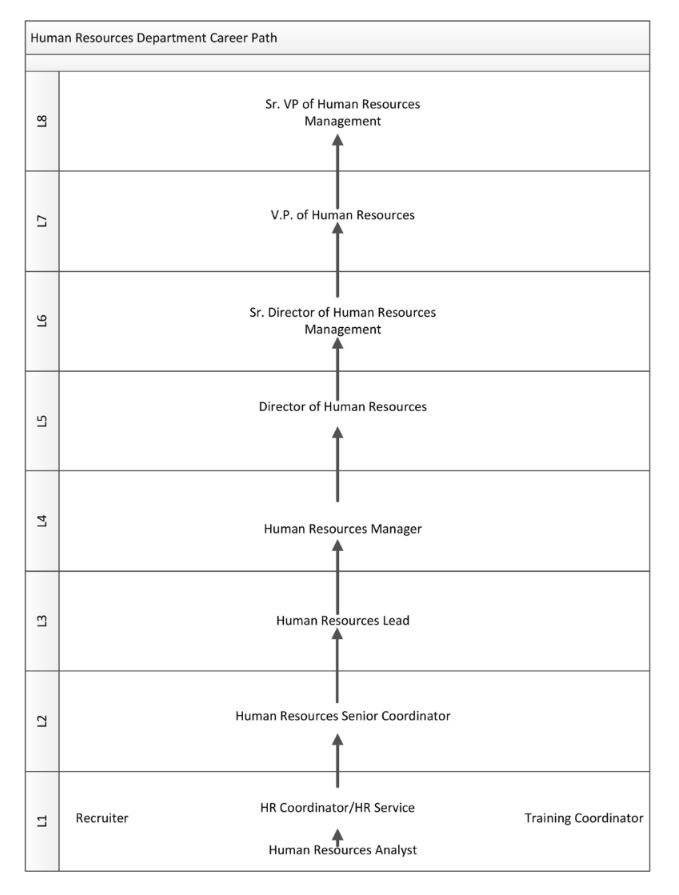 Human Resources Department Career Path
L8
Sr. VP of Human Resources
Management
L7
V.P. of Human Resources
L6
Sr. Director of Human Resources
Management
L5
Director of Human Resources
L4
Human Resources Manager
L3
Human Resources Lead
L2
Human Resources Senior Coordinator
L1
Recruiter
HR Coordinator/HR Service
Training Coordinator
Human Resources Analyst